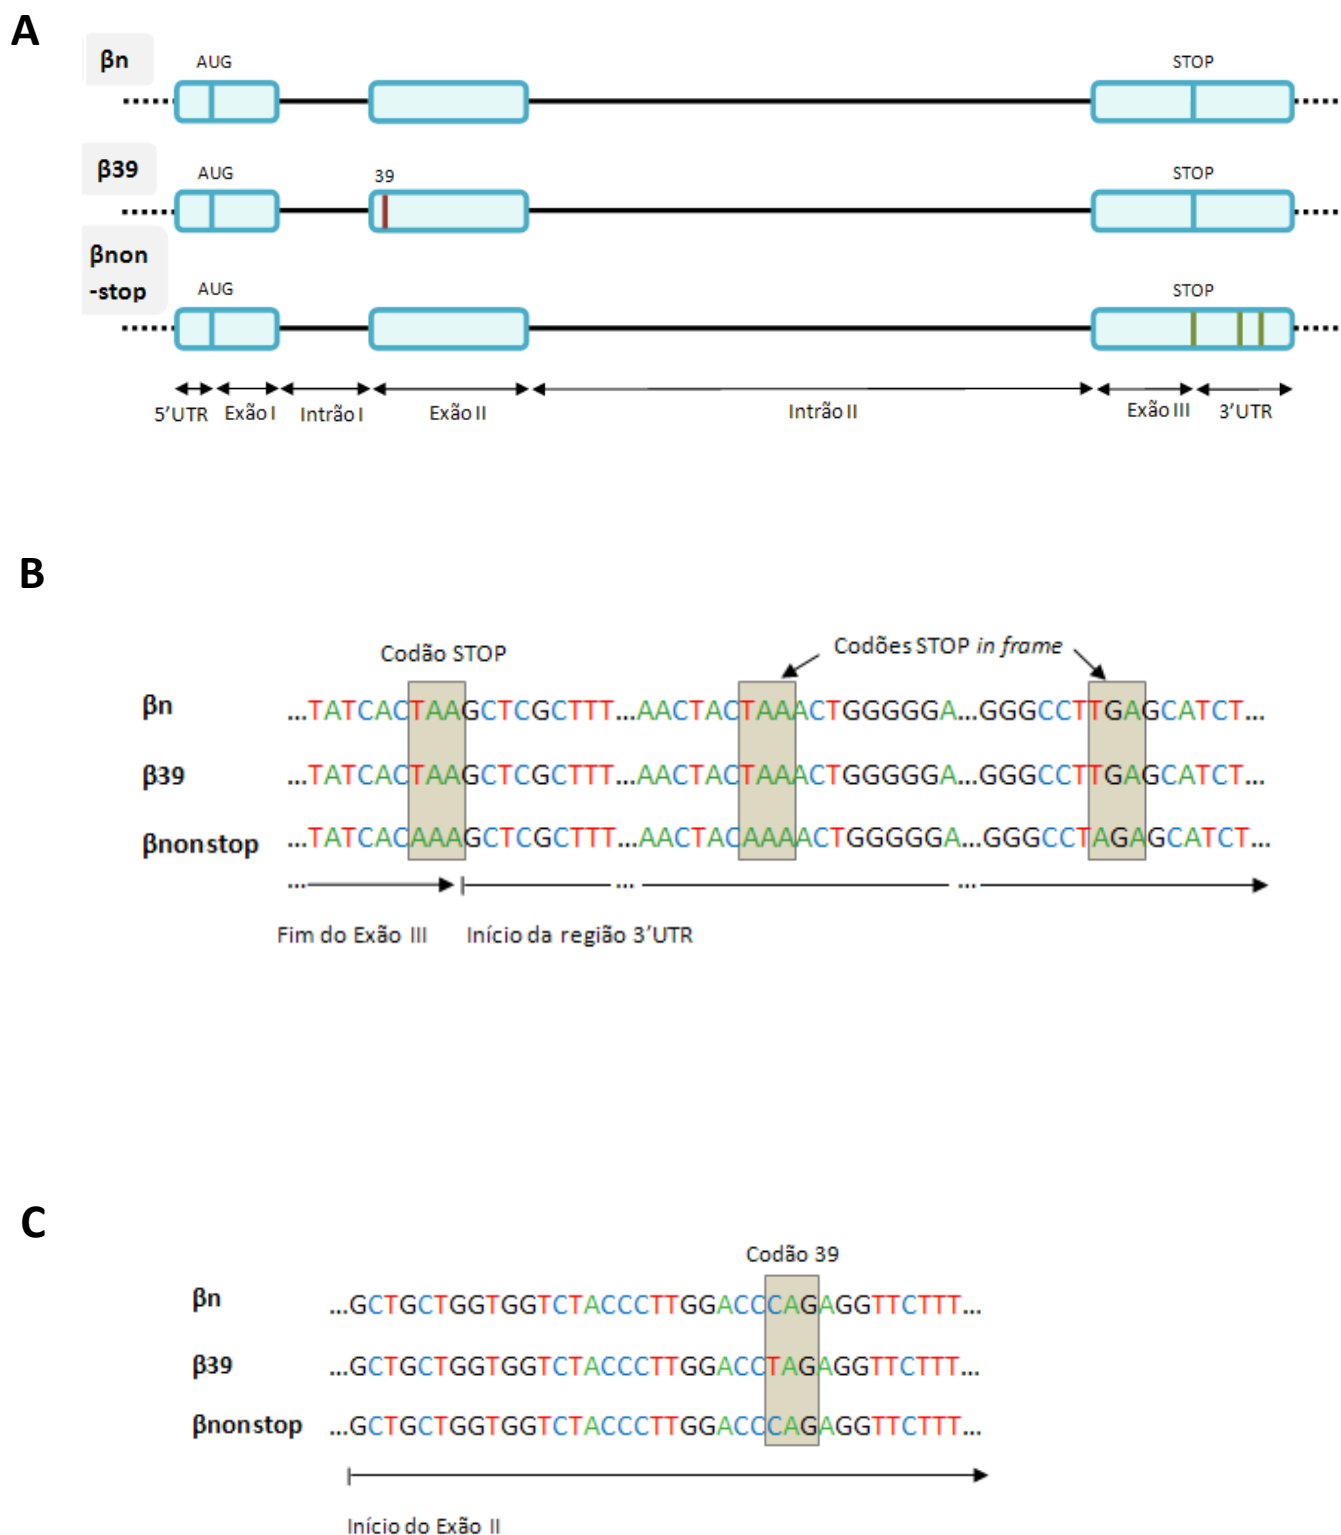 A
βn
AUG
STOP
β39
AUG
39
STOP
βnon
-stop
AUG
STOP
5’UTR
Exão I
Intrão I
Exão II
Intrão II
Exão III
3’UTR
B
Codão STOP
Codões STOP in frame
βn
...TATCACTAAGCTCGCTTT...AACTACTAAACTGGGGGA...GGGCCTTGAGCATCT...
β39
...TATCACTAAGCTCGCTTT...AACTACTAAACTGGGGGA...GGGCCTTGAGCATCT...
βnonstop
...TATCACAAAGCTCGCTTT...AACTACAAAACTGGGGGA...GGGCCTAGAGCATCT...
... ... ...
Fim do Exão III
Início da região 3’UTR
C
Codão 39
βn
...GCTGCTGGTGGTCTACCCTTGGACCCAGAGGTTCTTT...
β39
...GCTGCTGGTGGTCTACCCTTGGACCTAGAGGTTCTTT...
βnonstop
...GCTGCTGGTGGTCTACCCTTGGACCCAGAGGTTCTTT...
Início do Exão II